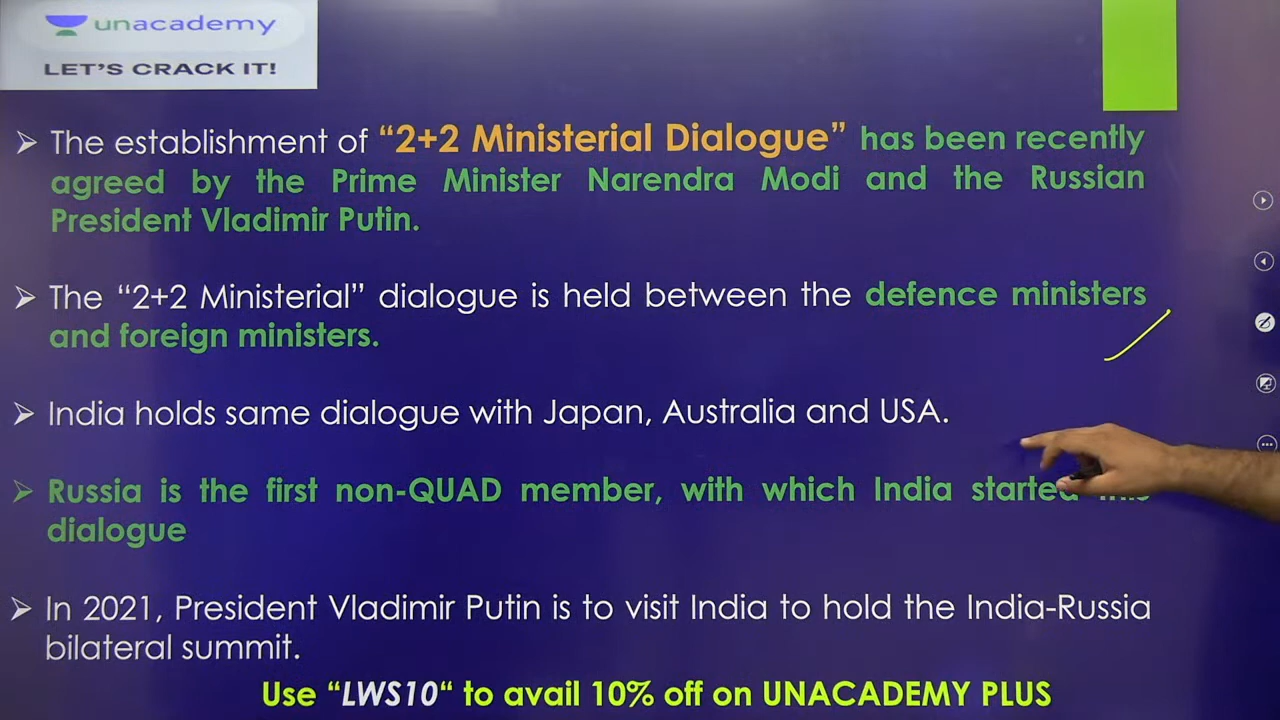 unacademy
LET'S CRACK IT!
➢ The establishment of “2+2 Ministerial Dialogue” has been recently
agreed by the Prime Minister Narendra Modi and the Russian
President Vladimir Putin.
➢ The “2+2 Ministerial” dialogue is held between the defence ministers
and foreign ministers.
➢ India holds same dialogue with Japan, Australia and USA.
➢ Russia is the first non-QUAD member, with which India started this
dialogue
➢ In 2021, President Vladimir Putin is to visit India to hold the India-Russia
bilateral summit.
Use “LWS10“ to avail 10% off on UNACADEMY PLUS